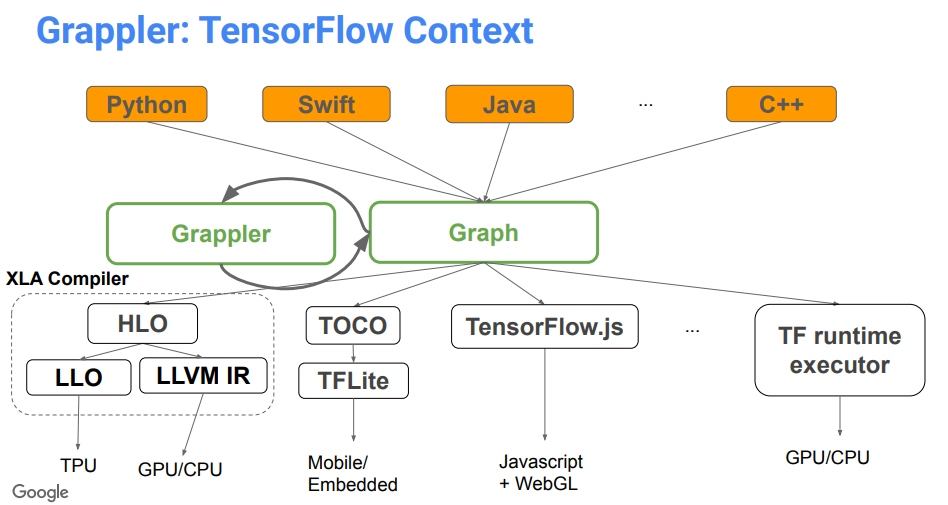 Grappler: TensorFlow Context
Python
Swift
Java
...
C++
Grappler
Graph
XLA Compiler
HLO
TOCO
TensorFlow.js
...
TF runtime
executor
LLO
LLVM IR
TFLite
TPU
GPU/CPU
Mobile/
Embedded
Javascript
+ WebGL
GPU/CPU
Google